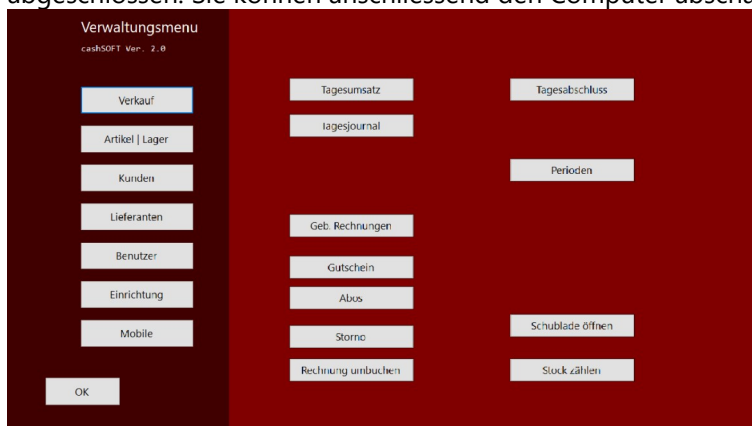 abgeschlossen. Sie können anschliessend den Computer abscha
Verwaltungsmenu
cashSOFT Ver. 2.0
Verkauf
Artikel | Lager
Kunden
Lieferanten
Benutzer
Einrichtung
Mobile
OK
Tagesumsatz
Tagesjournal
Geb. Rechnungen
Gutschein
Abos
Storno
Rechnung umbuchen
Tagesabschluss
Perioden
Schublade öffnen
Stock zählen